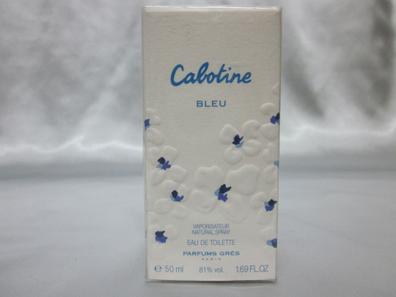 Cabotine
BLEU
VAPORISATEUR
NATURAL SPRAY
EAU DE TOILETTE
PARFUMS GRÈS
PARIS
e 50 ml 81% vol. 1.69 FL.OZ